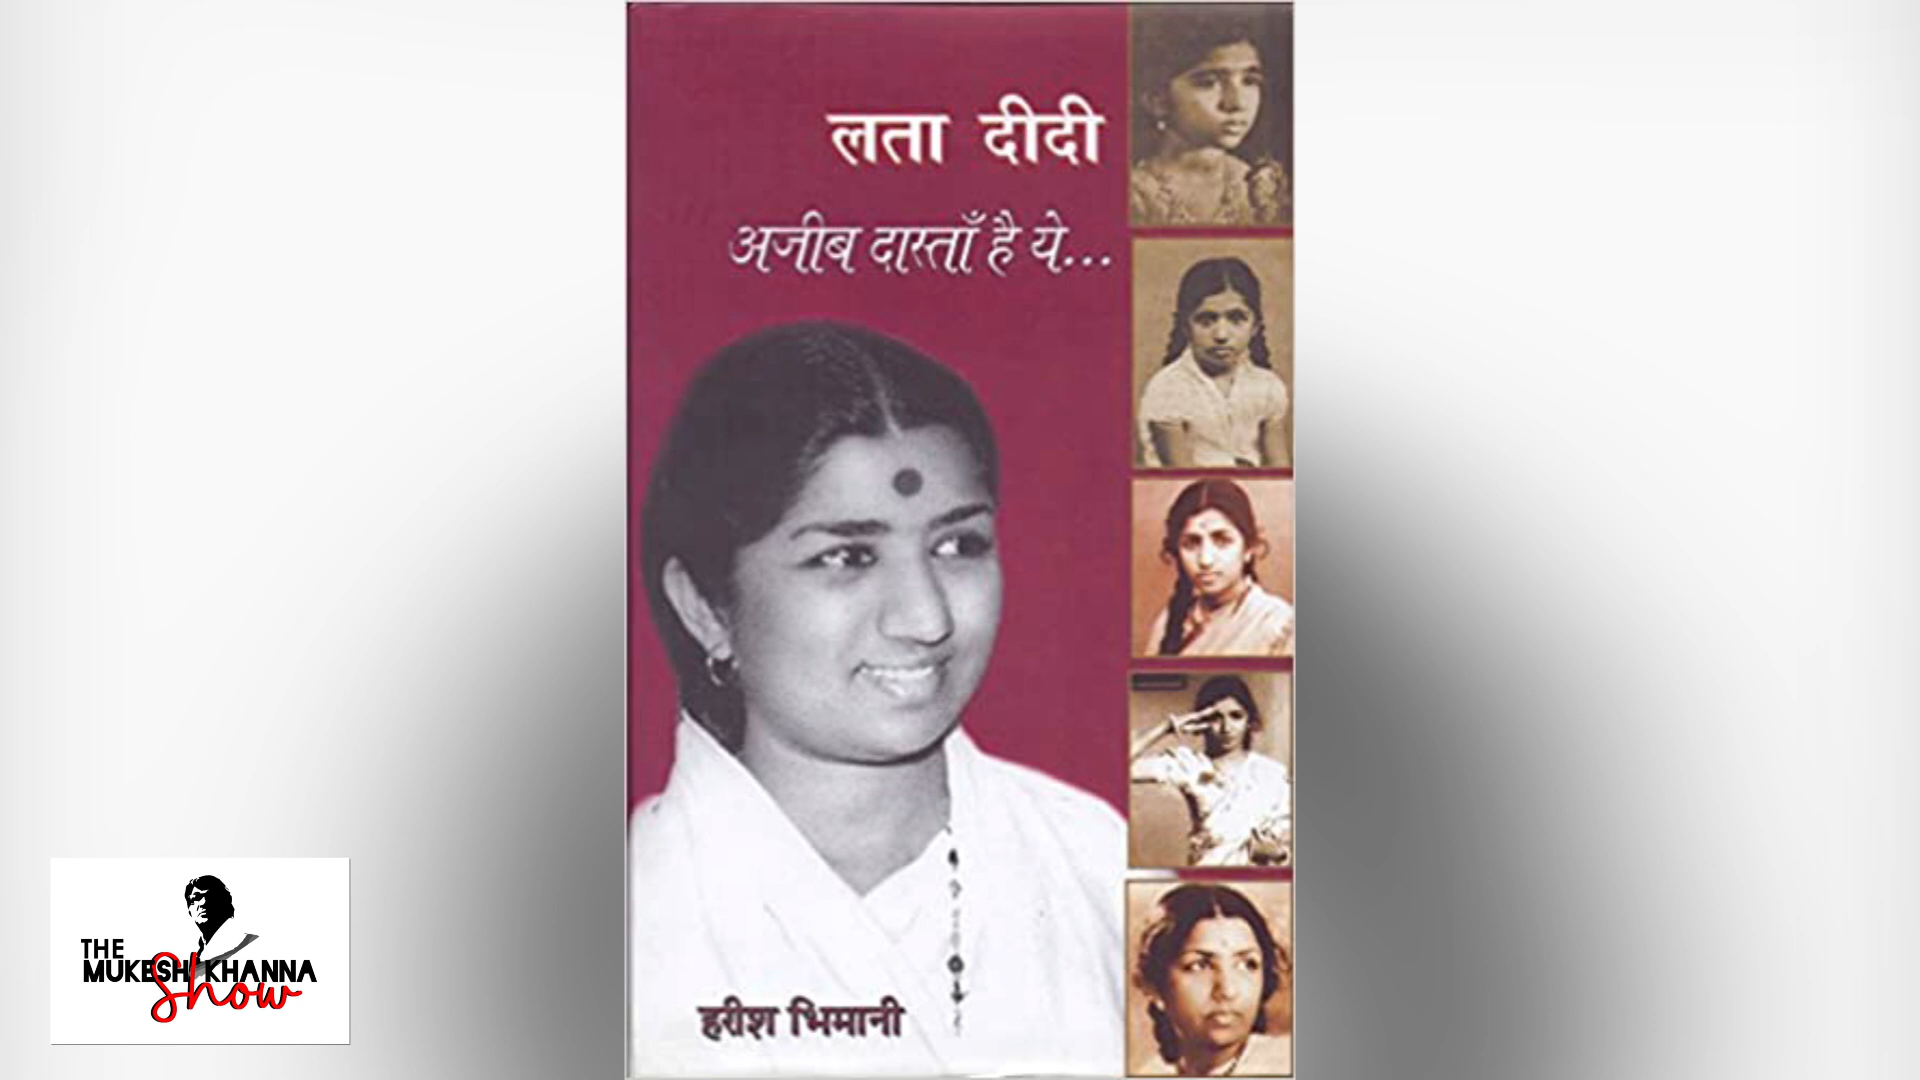 लता दीदी
अजीब दास्ताँ है ये...
हरीश भिमानी
THE
MUKESH KHANNA
Show